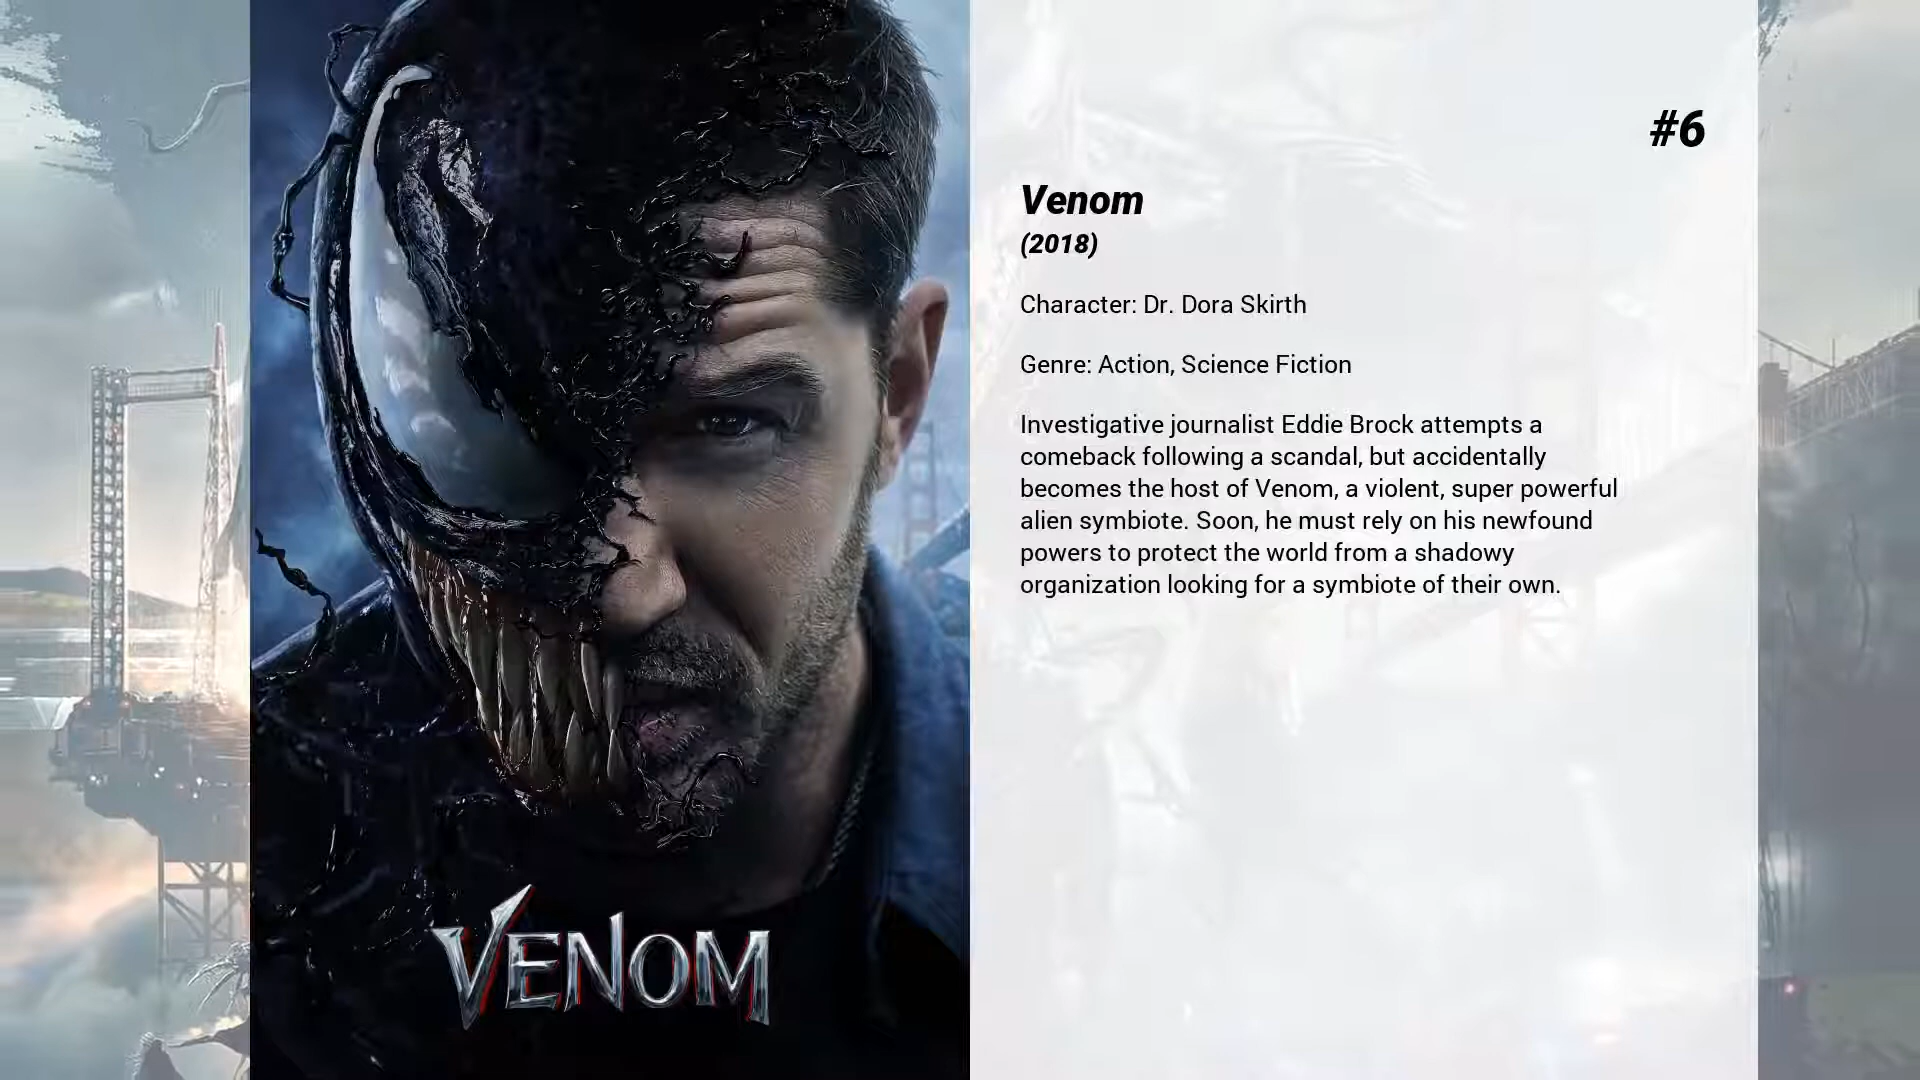 #6
Venom
(2018)
Character: Dr. Dora Skirth
Genre: Action, Science Fiction
Investigative journalist Eddie Brock attempts a
comeback following a scandal, but accidentally
becomes the host of Venom, a violent, super powerful
alien symbiote. Soon, he must rely on his newfound
powers to protect the world from a shadowy
organization looking for a symbiote of their own.
VENOM